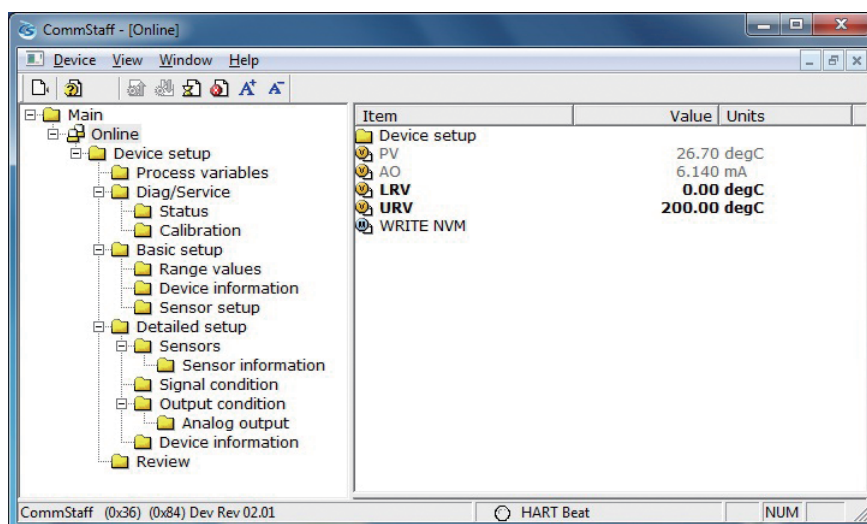 CommStaff - [Online]
Device View Window Help
A+ A-
Main
Online
Device setup
Process variables
Diag/Service
Status
Calibration
Basic setup
Range values
Device information
Sensor setup
Detailed setup
Sensors
Sensor information
Signal condition
Output condition
Analog output
Device information
Review
Item Value Units
Device setup
PV 26.70 degC
AO 6.140 mA
LRV 0.00 degC
URV 200.00 degC
WRITE NVM
CommStaff (0x36) (0x84) Dev Rev 02.01 HART Beat NUM